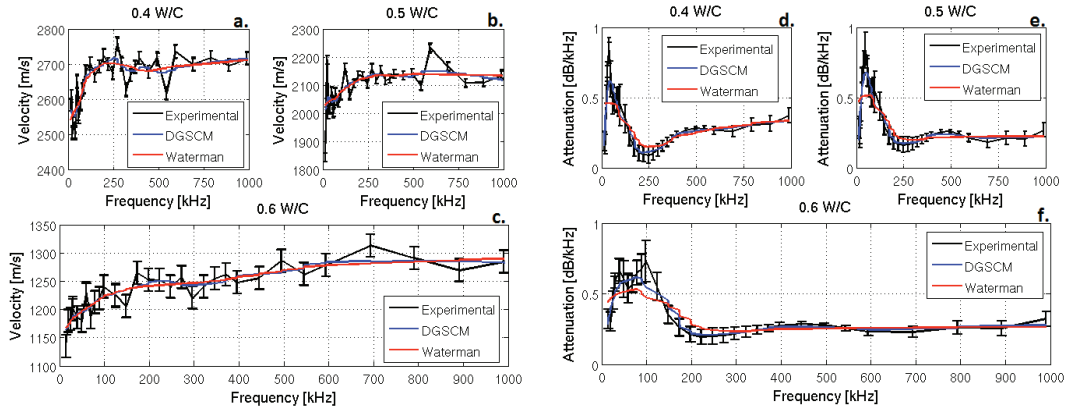 0.4 W/C
a.
2800
2700
2600
2500
2400
Velocity [m/s]
0 250 500 750 1000
Frequency [kHz]
Experimental
DGSCM
Waterman
0.5 W/C
b.
2300
2200
2100
2000
1900
1800
Velocity [m/s]
0 250 500 750 1000
Frequency [kHz]
Experimental
DGSCM
Waterman
0.6 W/C
c.
1350
1300
1250
1200
1150
1100
Velocity [m/s]
0 100 200 300 400 500 600 700 800 900 1000
Frequency [kHz]
Experimental
DGSCM
Waterman
0.4 W/C
d.
1
0.5
0
Attenuation [dB/kHz]
0 250 500 750 1000
Frequency [kHz]
Experimental
DGSCM
Waterman
0.5 W/C
e.
1
0.5
0
Attenuation [dB/kHz]
0 250 500 750 1000
Frequency [kHz]
Experimental
DGSCM
Waterman
0.6 W/C
f.
1
0.5
0
Attenuation [dB/kHz]
0 100 200 300 400 500 600 700 800 900 1000
Frequency [kHz]
Experimental
DGSCM
Waterman